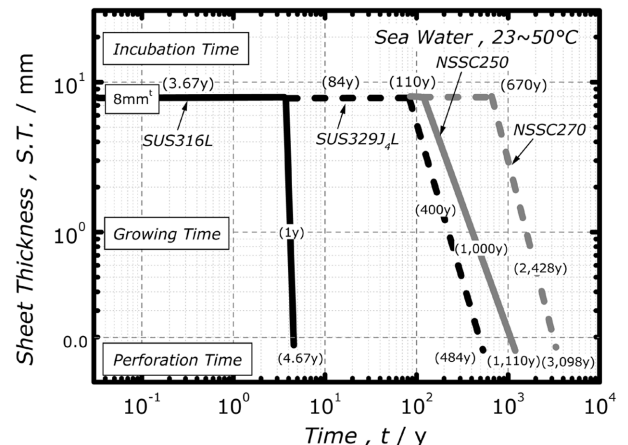 Incubation Time
Sea Water , 23~50°C
(3.67y)
(84y)
(110y)
NSSC250
(670y)
10¹
8mmᵗ
SUS316L
SUS329J₄L
NSSC270
Sheet Thickness , S.T. / mm
(400y)
10⁰
Growing Time
(1y)
(1,000y)
(2,428y)
0.0
Perforation Time
(4.67y)
(484y)
(1,110y)
(3,098y)
10⁻¹
10⁰
10¹
10²
10³
10⁴
Time , t / y